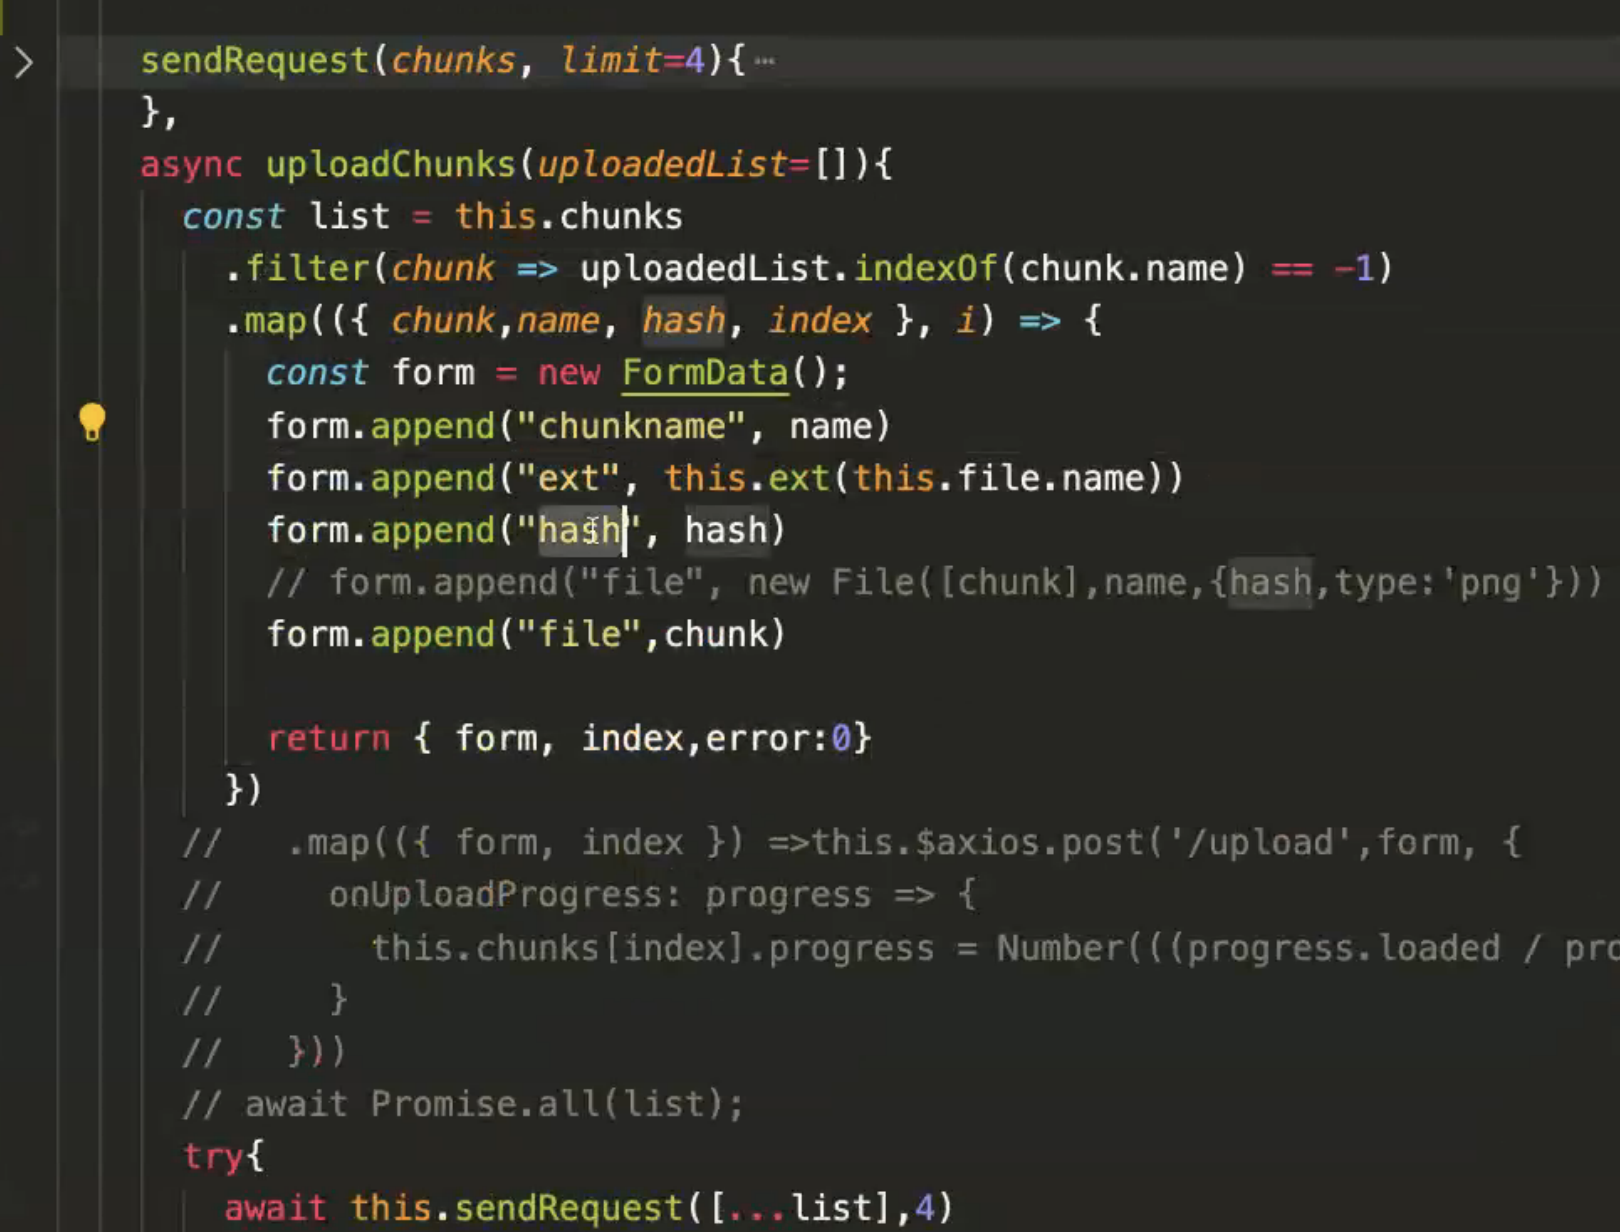 sendRequest(chunks, limit=4){ ⋯
},
async uploadChunks(uploadedList=[]){
const list = this.chunks
.filter(chunk => uploadedList.indexOf(chunk.name) == -1)
.map(({ chunk,name, hash, index }, i) => {
const form = new FormData();
form.append("chunkname", name)
form.append("ext", this.ext(this.file.name))
form.append("hash", hash)
// form.append("file", new File([chunk],name,{hash,type:'png'}))
form.append("file",chunk)
return { form, index,error:0}
})
// .map(({ form, index }) =>this.$axios.post('/upload',form, {
// onUploadProgress: progress => {
// this.chunks[index].progress = Number(((progress.loaded / pro
// }
// }))
// await Promise.all(list);
try{
await this.sendRequest([...list],4)